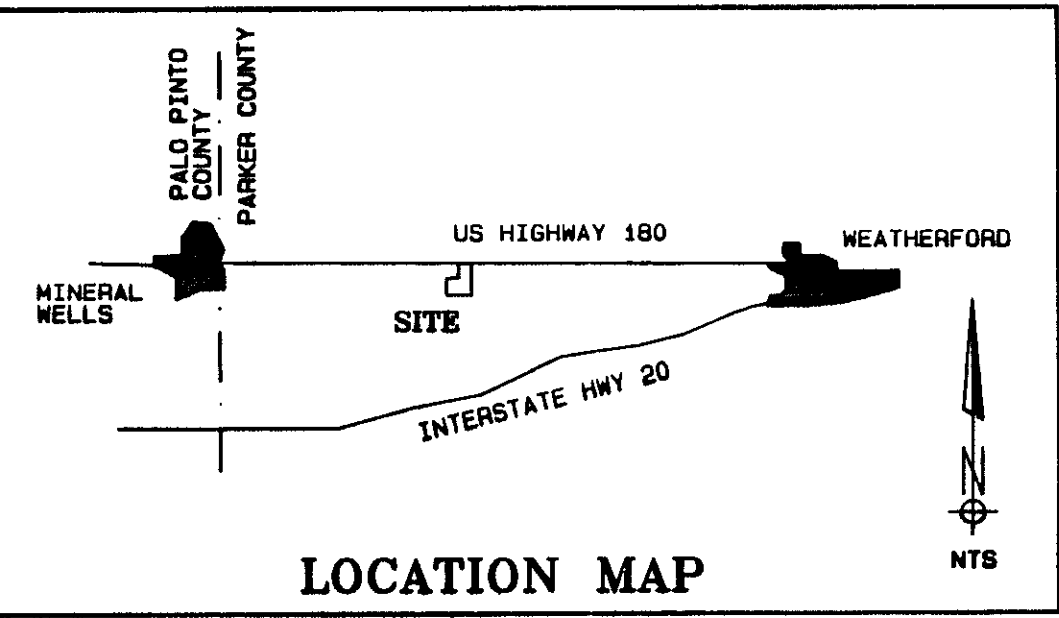 PALO PINTO
COUNTY
PARKER COUNTY
US HIGHWAY 180
WEATHERFORD
MINERAL
WELLS
SITE
INTERSTATE HWY 20
N
NTS
LOCATION MAP